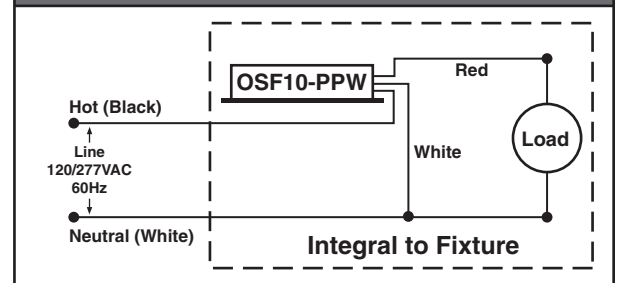 OSF10-PPW
Red
Hot (Black)
Line
120/277VAC
60Hz
White
Load
Neutral (White)
Integral to Fixture